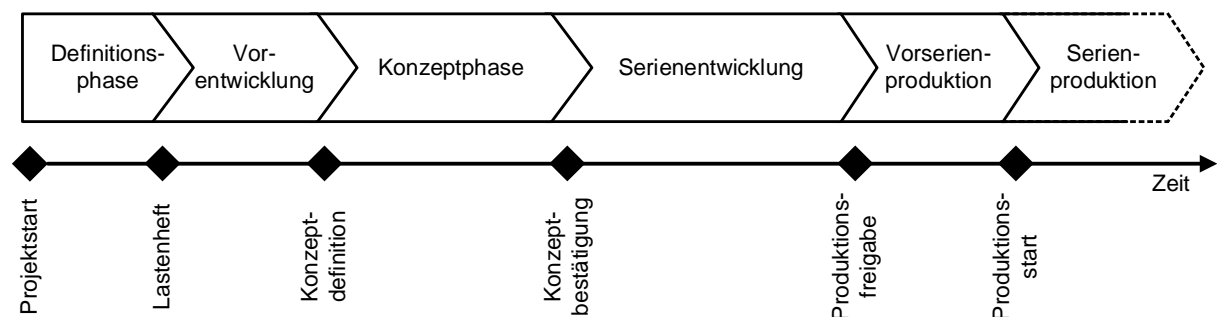 Definitions-
phase
Vor-
entwicklung
Konzeptphase
Serienentwicklung
Vorserien-
produktion
Serien-
produktion
Zeit
Projektstart
Lastenheft
Konzept-
definition
Konzept-
bestätigung
Produktions-
freigabe
Produktions-
start